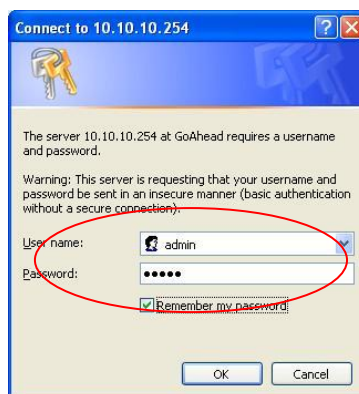 Connect to 10.10.10.254
The server 10.10.10.254 at GoAhead requires a username
and password.
Warning: This server is requesting that your username and
password be sent in an insecure manner (basic authentication
without a secure connection).
User name:
admin
Password:
•••••
Remember my password
OK
Cancel